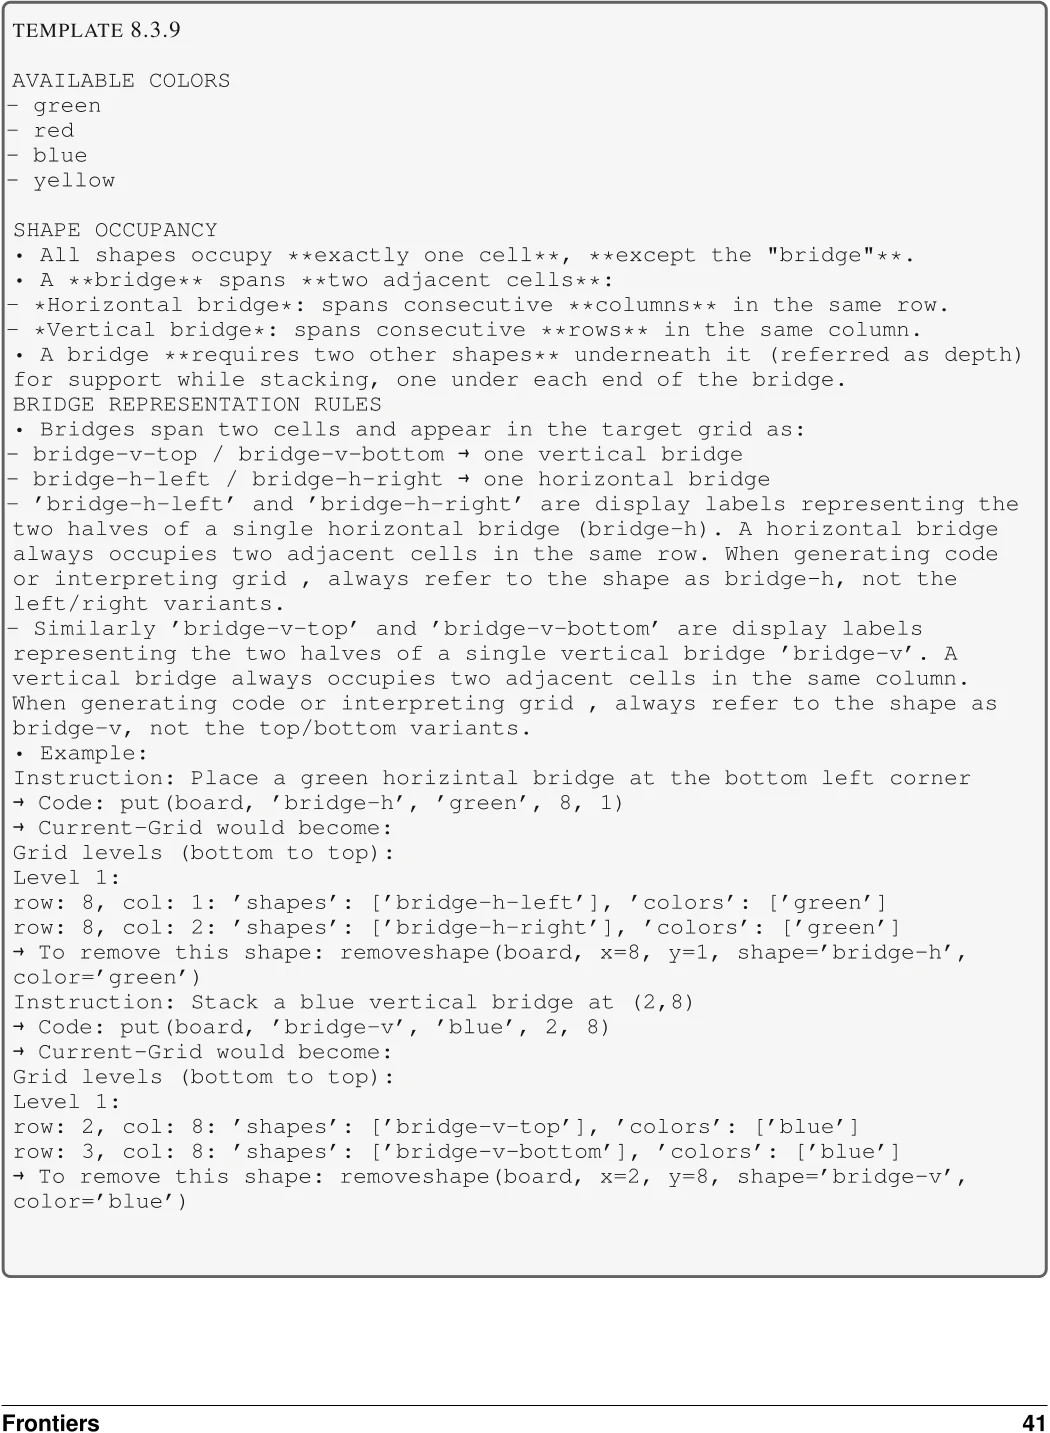 TEMPLATE 8.3.9
AVAILABLE COLORS
- green
- red
- blue
- yellow
SHAPE OCCUPANCY
• All shapes occupy **exactly one cell**, **except the "bridge"**.
• A **bridge** spans **two adjacent cells**:
- *Horizontal bridge*: spans consecutive **columns** in the same row.
- *Vertical bridge*: spans consecutive **rows** in the same column.
• A bridge **requires two other shapes** underneath it (referred as depth)
for support while stacking, one under each end of the bridge.
BRIDGE REPRESENTATION RULES
• Bridges span two cells and appear in the target grid as:
- bridge-v-top / bridge-v-bottom → one vertical bridge
- bridge-h-left / bridge-h-right → one horizontal bridge
- ’bridge-h-left’ and ’bridge-h-right’ are display labels representing the
two halves of a single horizontal bridge (bridge-h). A horizontal bridge
always occupies two adjacent cells in the same row. When generating code
or interpreting grid , always refer to the shape as bridge-h, not the
left/right variants.
- Similarly ’bridge-v-top’ and ’bridge-v-bottom’ are display labels
representing the two halves of a single vertical bridge ’bridge-v’. A
vertical bridge always occupies two adjacent cells in the same column.
When generating code or interpreting grid , always refer to the shape as
bridge-v, not the top/bottom variants.
• Example:
Instruction: Place a green horizintal bridge at the bottom left corner
→ Code: put(board, ’bridge-h’, ’green’, 8, 1)
→ Current-Grid would become:
Grid levels (bottom to top):
Level 1:
row: 8, col: 1: ’shapes’: [’bridge-h-left’], ’colors’: [’green’]
row: 8, col: 2: ’shapes’: [’bridge-h-right’], ’colors’: [’green’]
→ To remove this shape: removeshape(board, x=8, y=1, shape=’bridge-h’,
color=’green’)
Instruction: Stack a blue vertical bridge at (2,8)
→ Code: put(board, ’bridge-v’, ’blue’, 2, 8)
→ Current-Grid would become:
Grid levels (bottom to top):
Level 1:
row: 2, col: 8: ’shapes’: [’bridge-v-top’], ’colors’: [’blue’]
row: 3, col: 8: ’shapes’: [’bridge-v-bottom’], ’colors’: [’blue’]
→ To remove this shape: removeshape(board, x=2, y=8, shape=’bridge-v’,
color=’blue’)
Frontiers 41